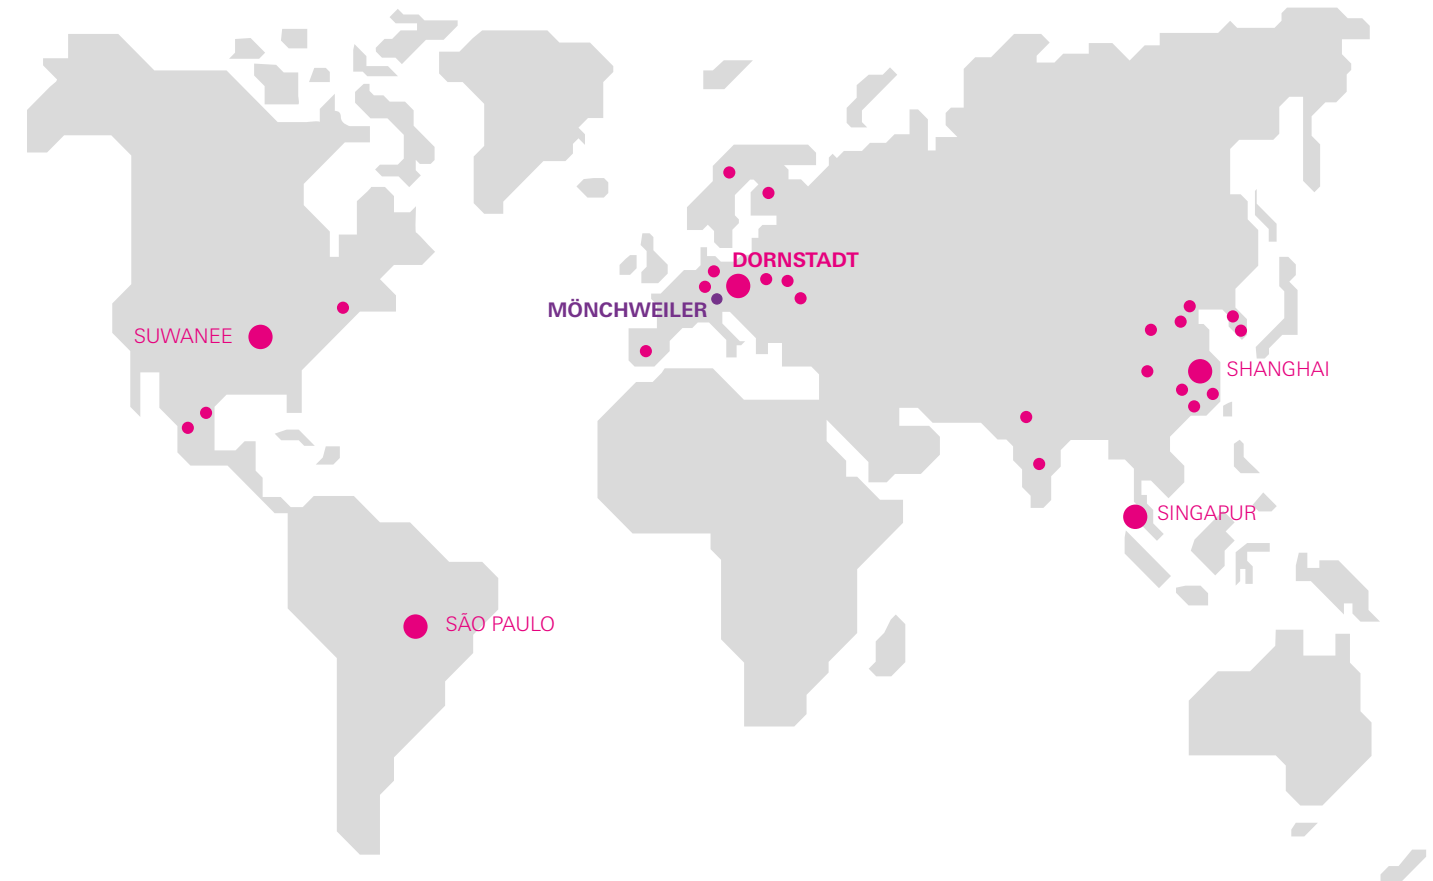 DORNSTADT
MÖNCHWEILER
SUWANEE
SHANGHAI
SINGAPUR
SÃO PAULO